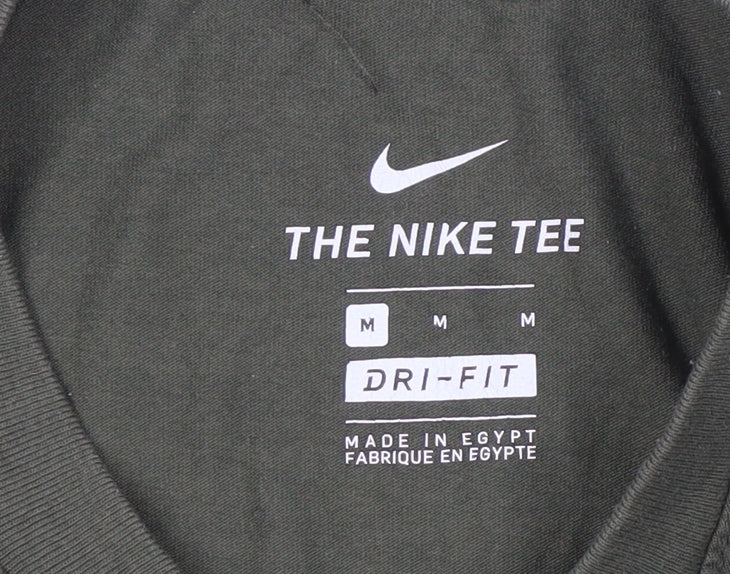 THE NIKE TEE
M M M
DRI-FIT
MADE IN EGYPT
FABRIQUE EN EGYPTE